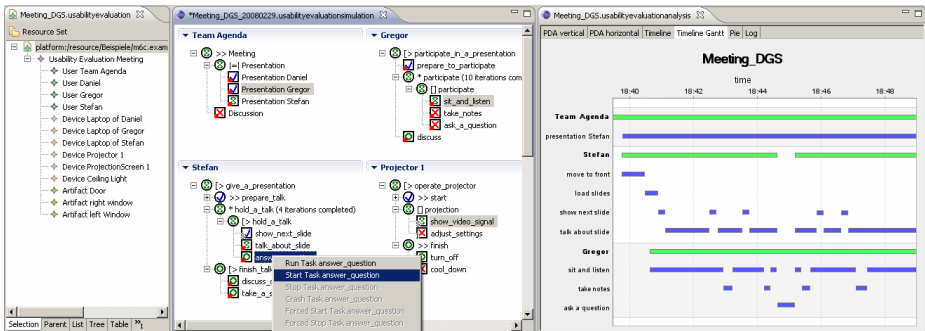 Meeting_DGS.usabilityevaluation
Resource Set
platform:/resource/Beispiele/m6c.exam
Usability Evaluation Meeting
User Team Agenda
User Daniel
User Gregor
User Stefan
Device Laptop of Daniel
Device Laptop of Gregor
Device Laptop of Stefan
Device Projector 1
Device ProjectionScreen 1
Device Ceiling Light
Artifact Door
Artifact right window
Artifact left Window
Selection Parent List Tree Table »1
*Meeting_DGS_20080229.usabilityevaluationsimulation
Team Agenda
>> Meeting
|=| Presentation
Presentation Daniel
Presentation Gregor
Presentation Stefan
Discussion
Gregor
[> participate_in_a_presentation
prepare_to_participate
* participate (10 iterations com
[] participate
sit_and_listen
take_notes
ask_a_question
discuss
Stefan
[> give_a_presentation
>> prepare_talk
* hold_a_talk (4 iterations completed)
[> hold_a_talk
show_next_slide
talk_about_slide
answ
[> finish_talk
discuss_
take_a_s
Run Task answer_question
Start Task answer_question
Stop Task answer_question
Crash Task answer_question
Forced Start Task answer_question
Forced Stop Task answer_question
Projector 1
[> operate_projector
>> start
[] projection
show_video_signal
adjust_settings
>> finish
turn_off
cool_down
Meeting_DGS_20080229.usabilityevaluationanalysis
PDA vertical PDA horizontal Timeline Timeline Gantt Pie Log
Meeting_DGS
time
18:40 18:42 18:44 18:46 18:48
Team Agenda
presentation Stefan
Stefan
move to front
load slides
show next slide
talk about slide
Gregor
sit and listen
take notes
ask a question